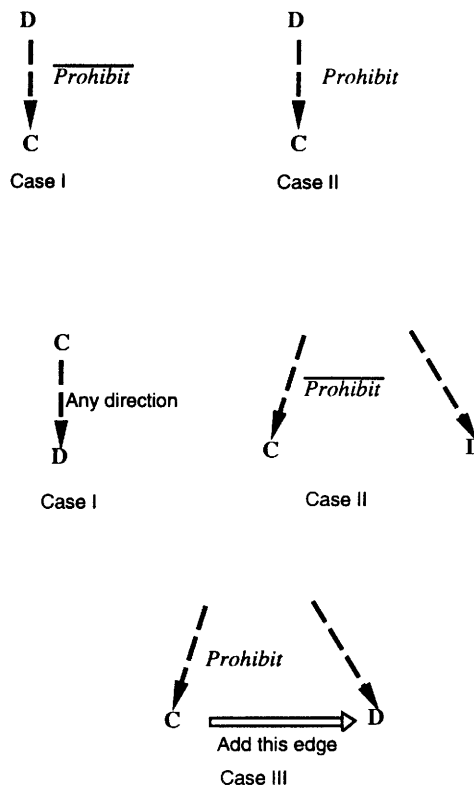 D D
Prohibit Prohibit
C C
Case I Case II
C
Any direction Prohibit
D C
Case I Case II
Prohibit
C D
Add this edge
Case III